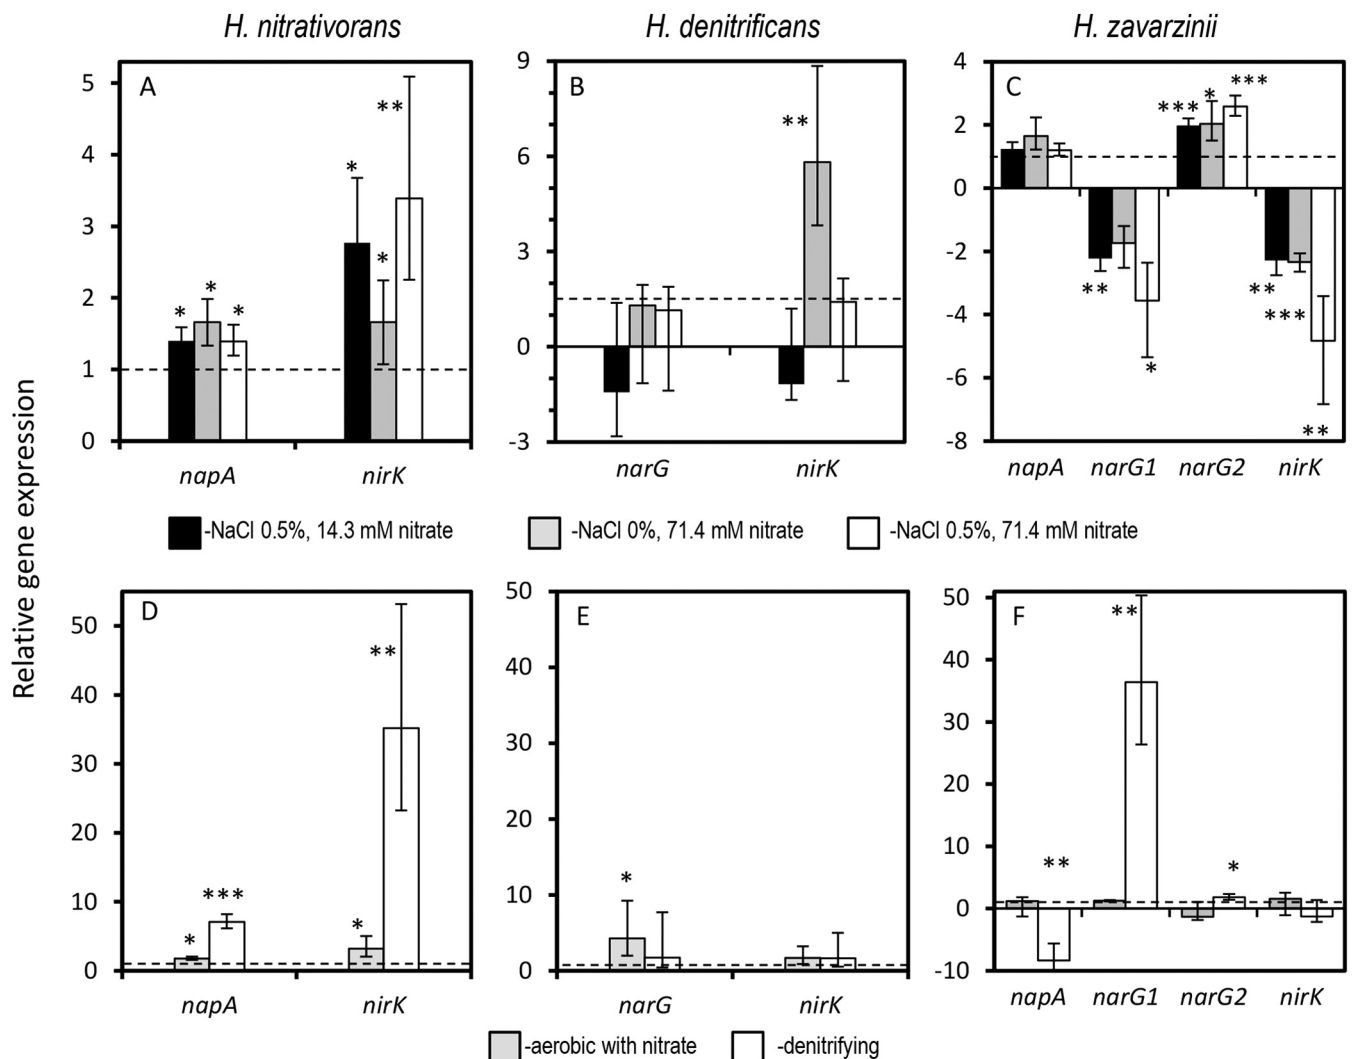 H. nitrativorans H. denitrificans H. zavarzinii
Relative gene expression
A
5
4
3
2
1
0
* * * * * **
napA nirK
B
9
6
3
0
-3
**
narG nirK
C
4
2
0
-2
-4
-6
-8
*** * ***
** * ** *** **
napA narG1 narG2 nirK
-NaCl 0.5%, 14.3 mM nitrate -NaCl 0%, 71.4 mM nitrate -NaCl 0.5%, 71.4 mM nitrate
D
50
40
30
20
10
0
* *** * **
napA nirK
E
50
40
30
20
10
0
*
narG nirK
F
50
40
30
20
10
0
-10
** ** *
napA narG1 narG2 nirK
-aerobic with nitrate -denitrifying